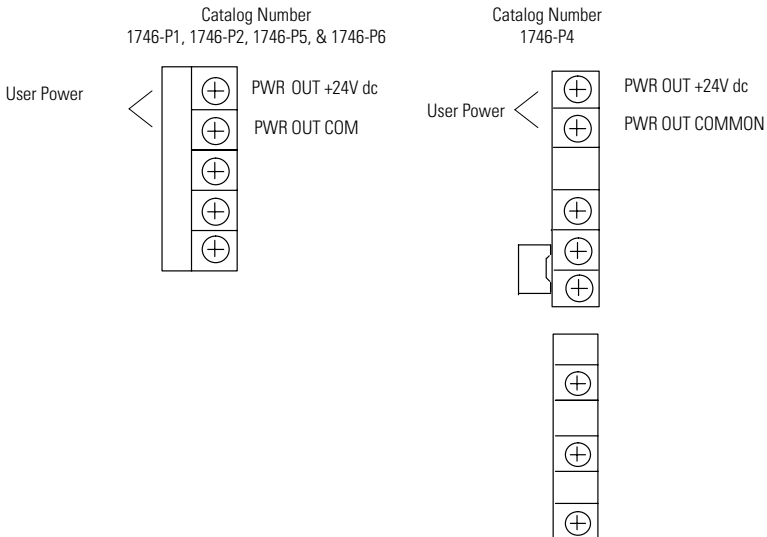 Catalog Number
1746-P1, 1746-P2, 1746-P5, & 1746-P6
User Power
PWR OUT +24V dc
PWR OUT COM
Catalog Number
1746-P4
User Power
PWR OUT +24V dc
PWR OUT COMMON